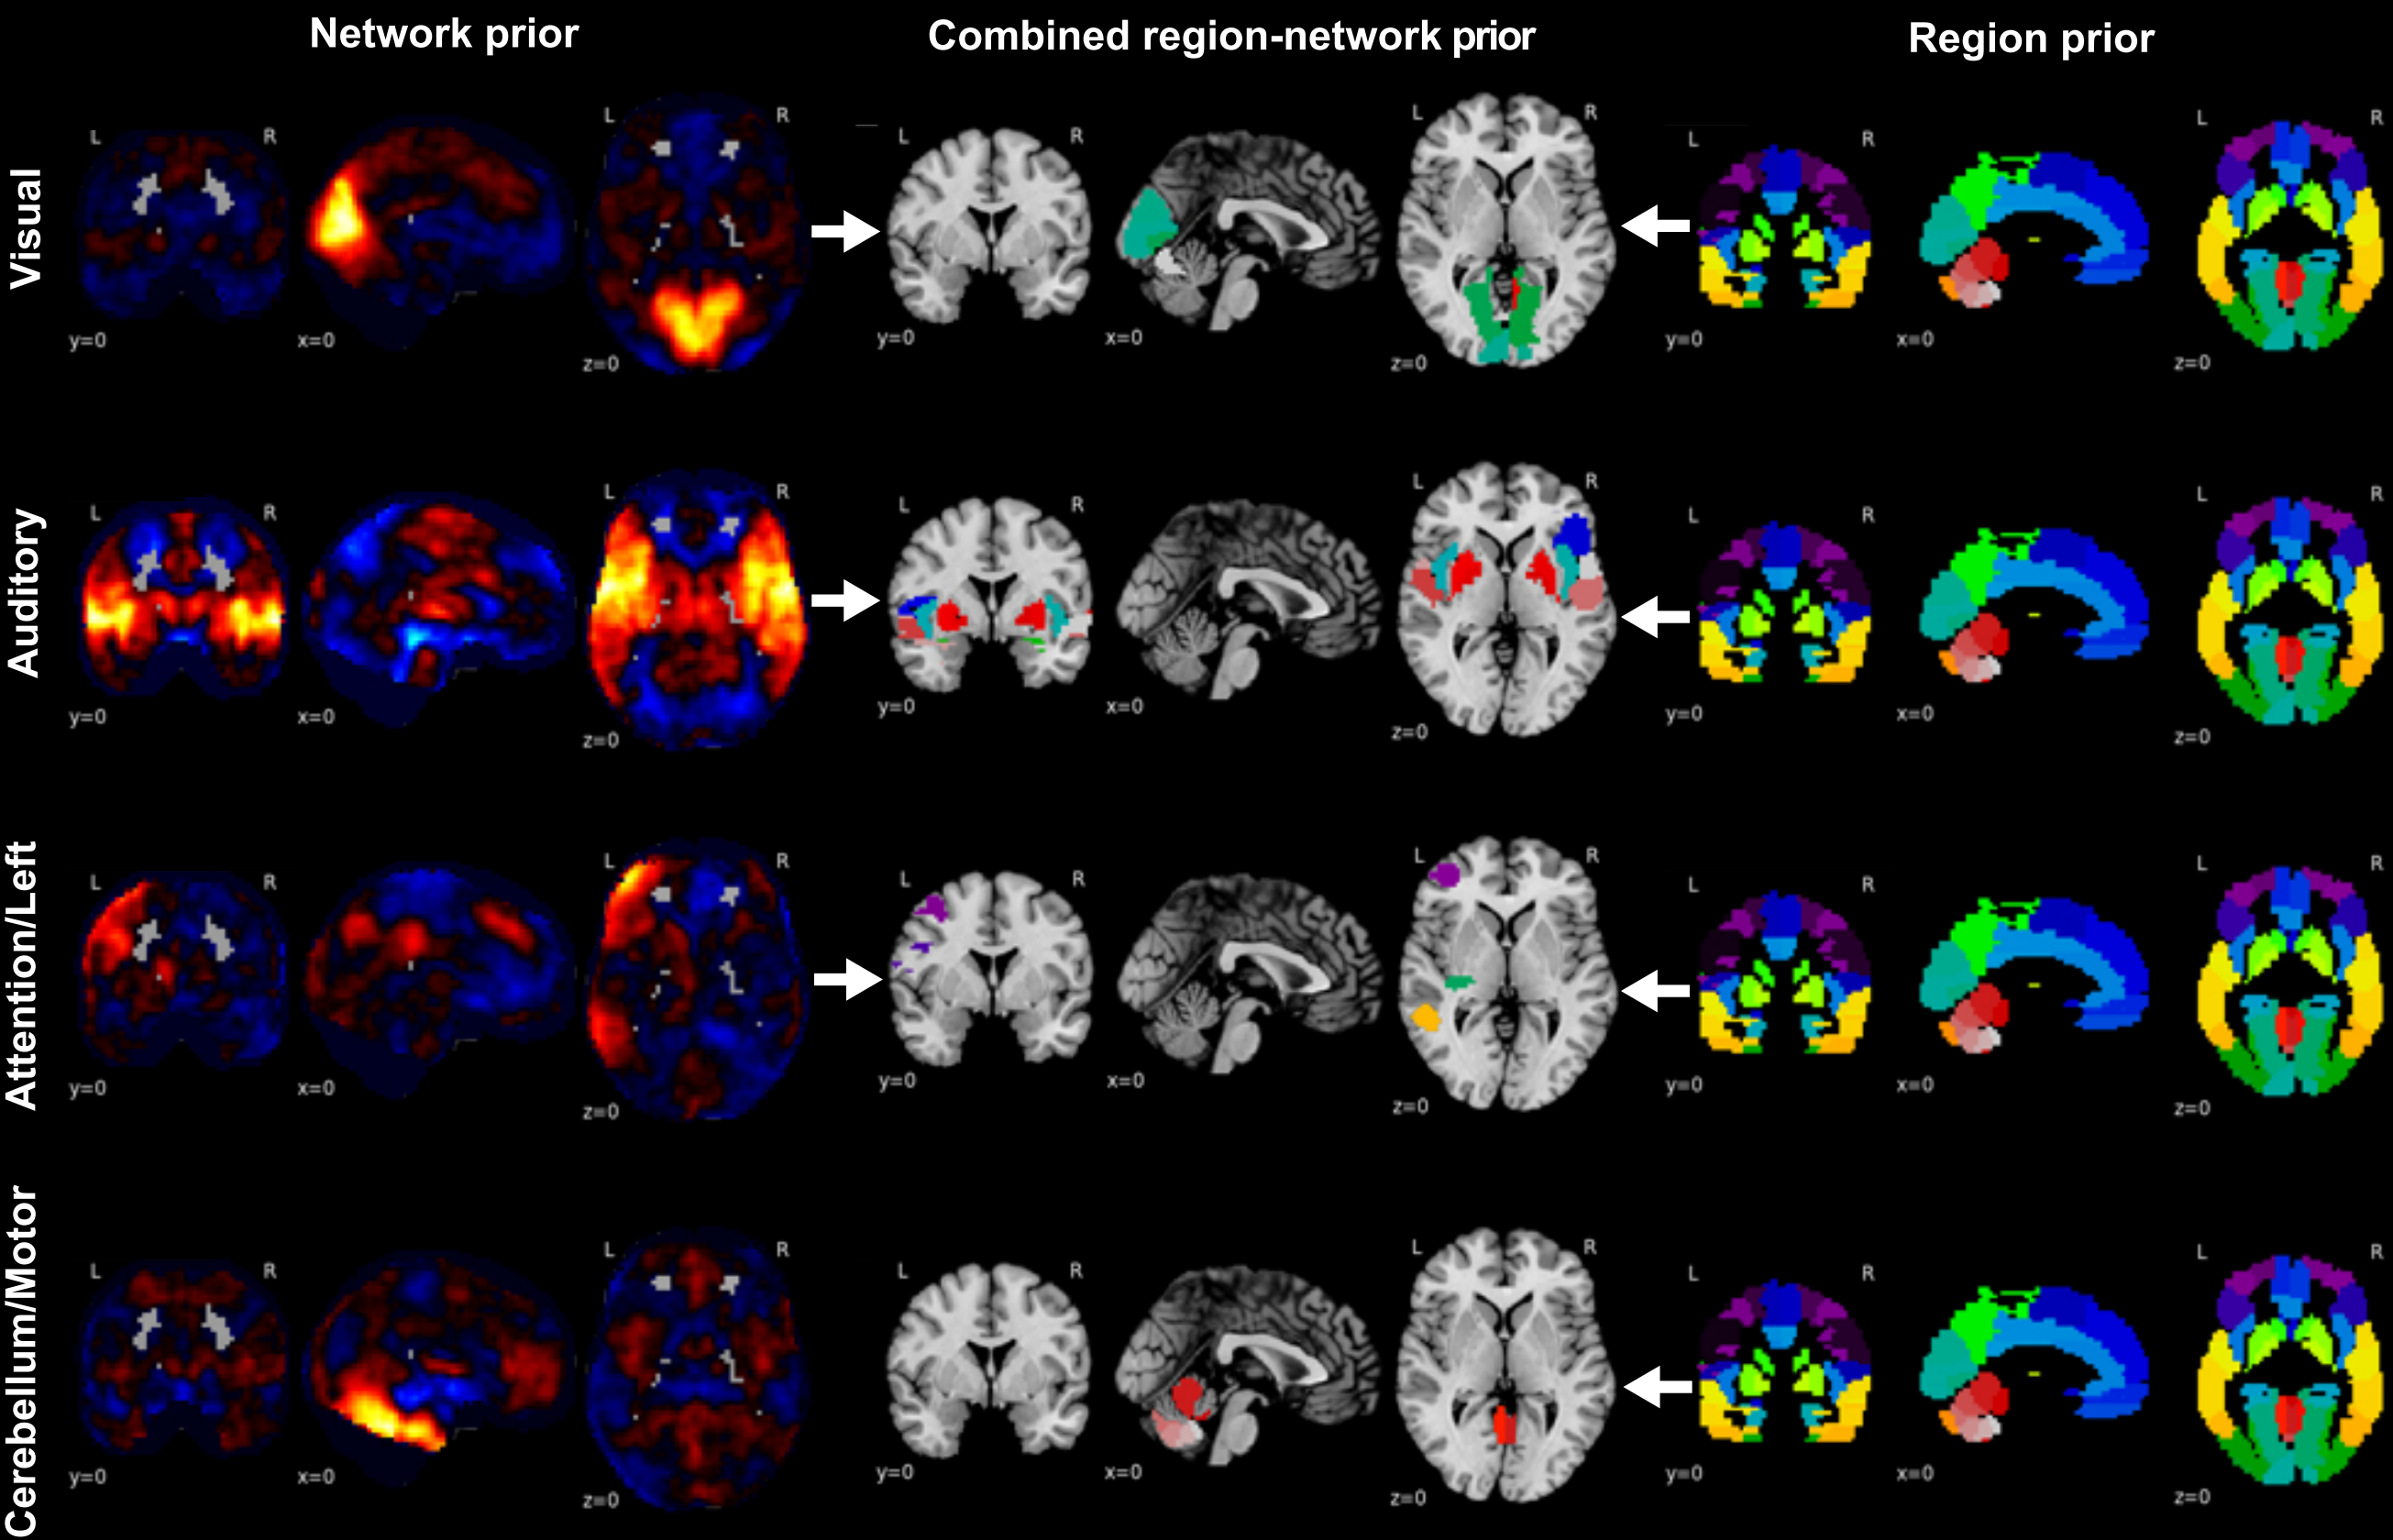 Network prior Combined region-network prior Region prior
Visual
L R L R L R L R L R L R
y=0 x=0 z=0 y=0 x=0 z=0 y=0 x=0 z=0
Auditory
L R L R L R L R L R L R
y=0 x=0 z=0 y=0 x=0 z=0 y=0 x=0 z=0
Attention/Left
L R L R L R L R L R L R
y=0 x=0 z=0 y=0 x=0 z=0 y=0 x=0 z=0
Cerebellum/Motor
L R L R L R L R L R L R
y=0 x=0 z=0 y=0 x=0 z=0 y=0 x=0 z=0